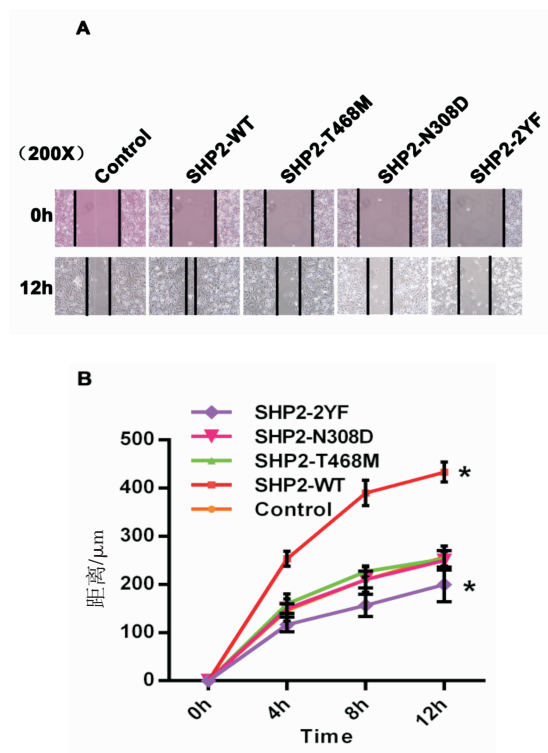 A
（200X）
Control
SHP2-WT
SHP2-T468M
SHP2-N308D
SHP2-2YF
0h
12h
B
SHP2-2YF
SHP2-N308D
SHP2-T468M
SHP2-WT
Control
500
400
300
200
100
0
距离/μm
*
*
0h
4h
8h
12h
Time